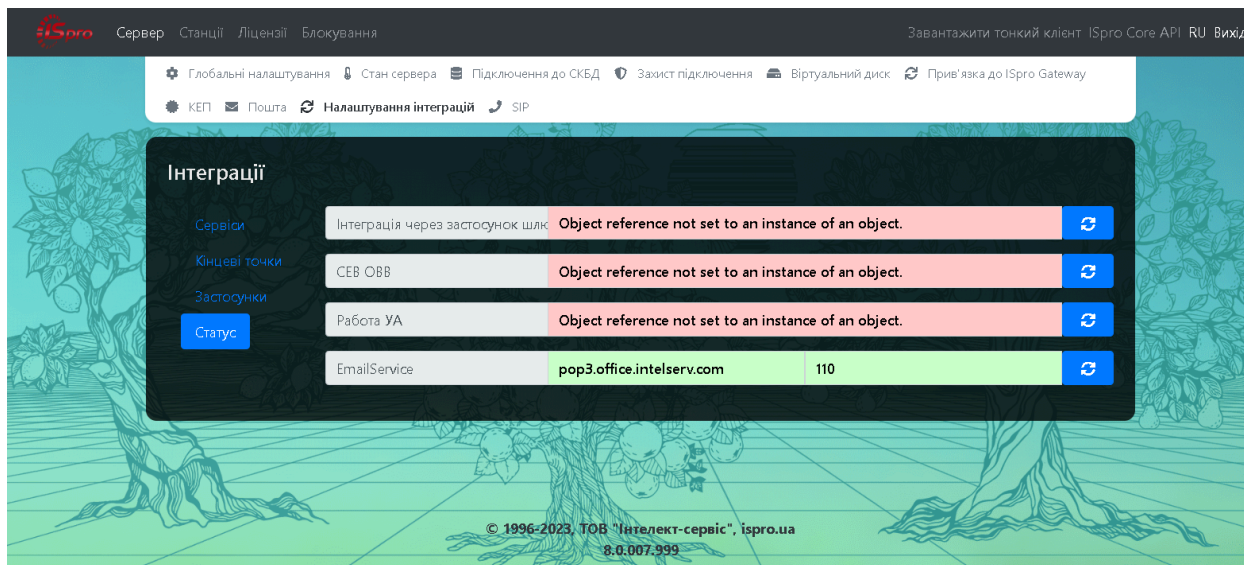 iSpro Сервер Станції Ліцензії Блокування Завантажити тонкий клієнт ISpro Core API RU Вихід
Глобальні налаштування Стан сервера Підключення до СКБД Захист підключення Віртуальний диск Прив'язка до ISpro Gateway
КЕП Пошта Налаштування інтеграцій SIP
Інтеграції
Сервіси
Кінцеві точки
Застосунки
Статус
Інтеграція через застосунок шлю Object reference not set to an instance of an object.
СЕВ ОВВ Object reference not set to an instance of an object.
Работа УА Object reference not set to an instance of an object.
EmailService pop3.office.intelserv.com 110
© 1996-2023, ТОВ "Інтелект-сервіс", ispro.ua
8.0.007.999